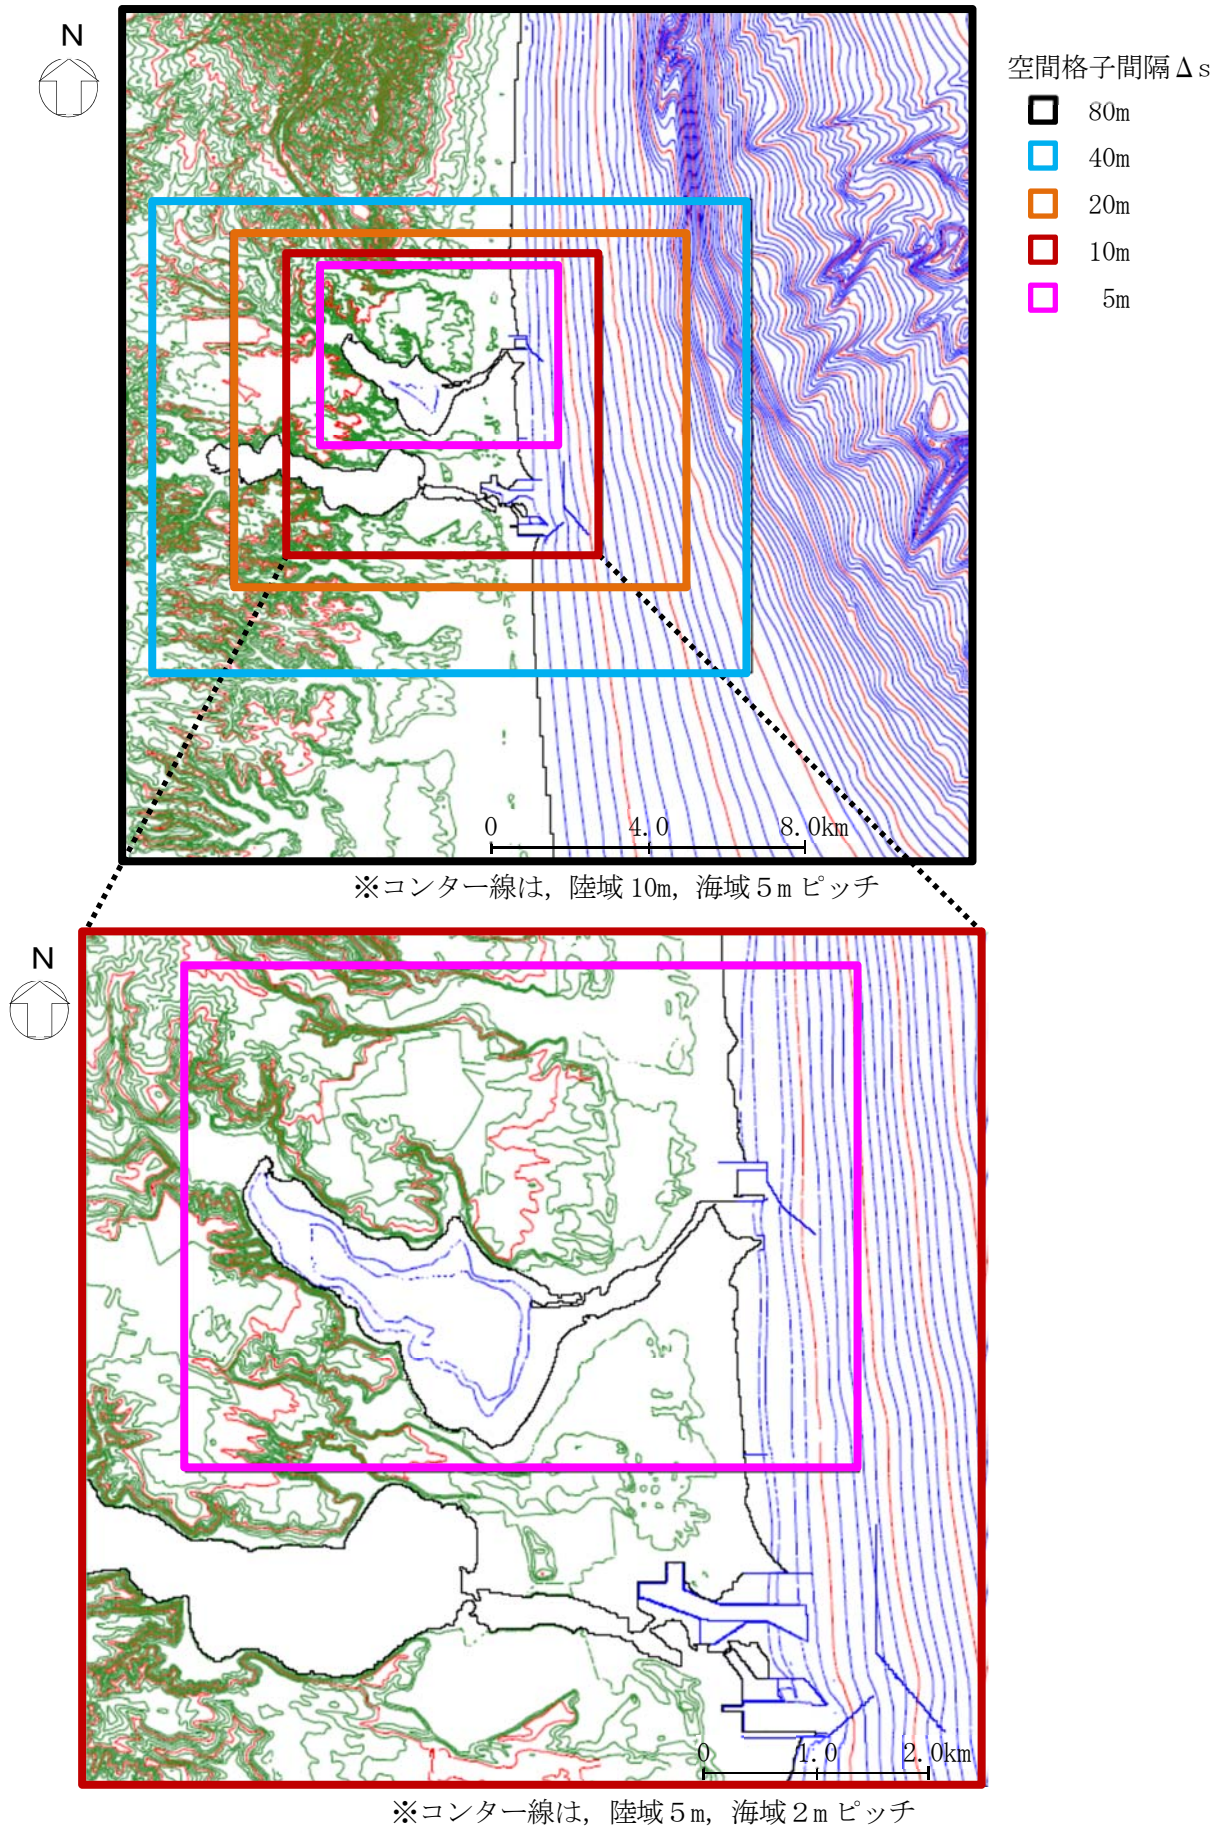 N
空間格子間隔Δs
80m
40m
20m
10m
5m
0 4.0 8.0km
※コンター線は，陸域10m，海域5mピッチ
N
0 1.0 2.0km
※コンター線は，陸域５m，海域２mピッチ